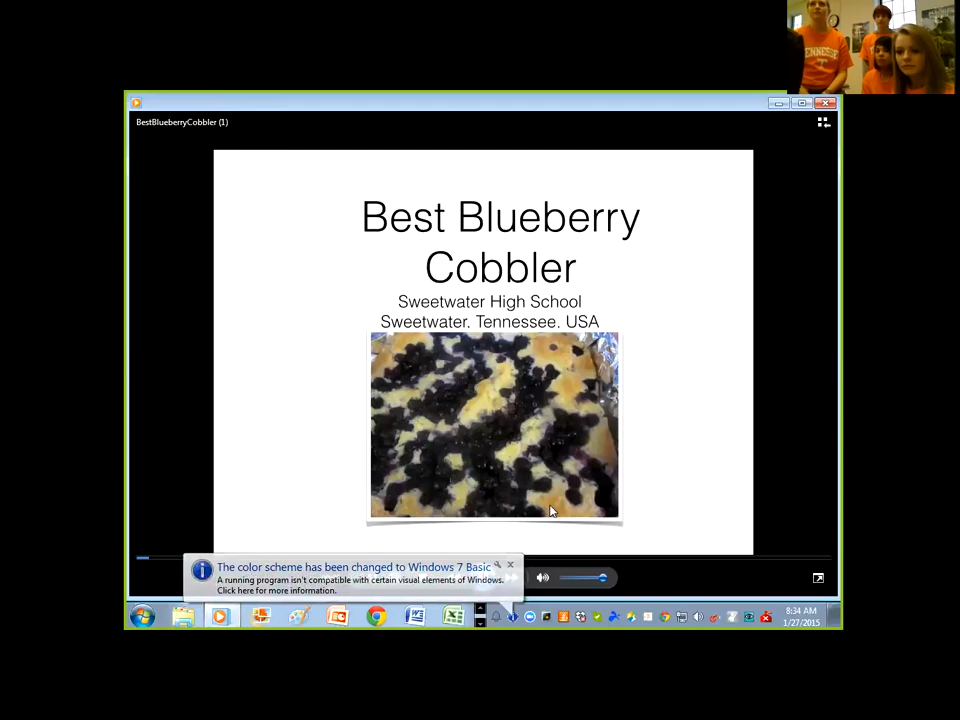 TENNESSE
T
BestBlueberryCobbler (1)
Best Blueberry
Cobbler
Sweetwater High School
Sweetwater. Tennessee. USA
The color scheme has been changed to Windows 7 Basic
A running program isn't compatible with certain visual elements of Windows.
Click here for more information.
8:34 AM
1/27/2015